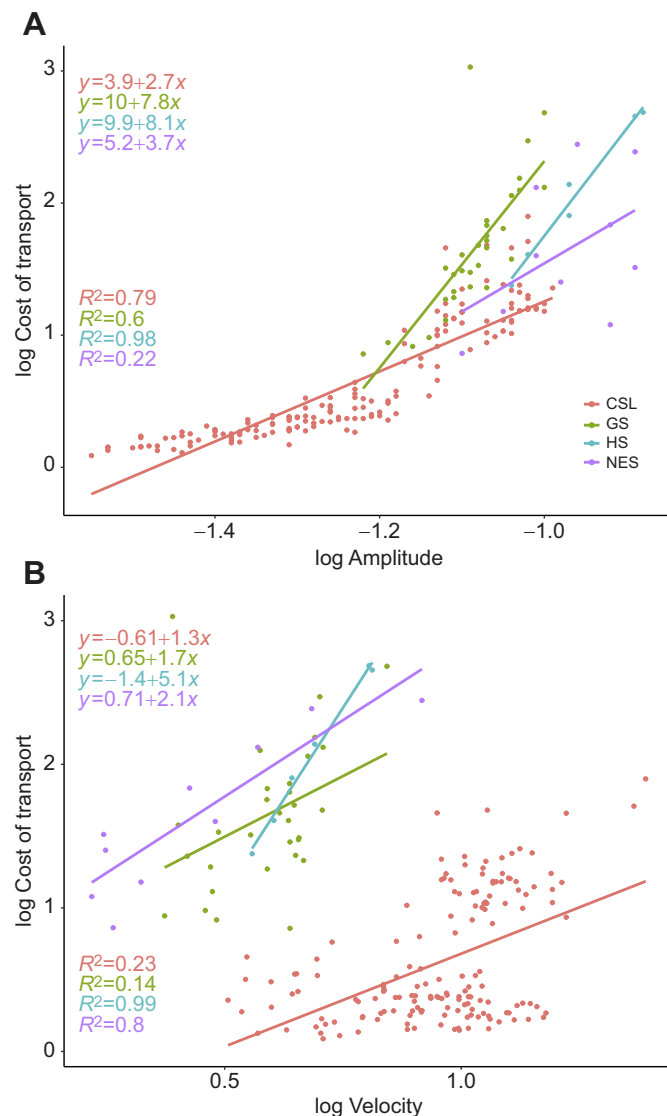 A
3
2
1
0
log Cost of transport
y=3.9+2.7x
y=10+7.8x
y=9.9+8.1x
y=5.2+3.7x
R²=0.79
R²=0.6
R²=0.98
R²=0.22
CSL
GS
HS
NES
−1.4 −1.2 −1.0
log Amplitude
B
3
2
1
0
log Cost of transport
y=−0.61+1.3x
y=0.65+1.7x
y=−1.4+5.1x
y=0.71+2.1x
R²=0.23
R²=0.14
R²=0.99
R²=0.8
0.5 1.0
log Velocity